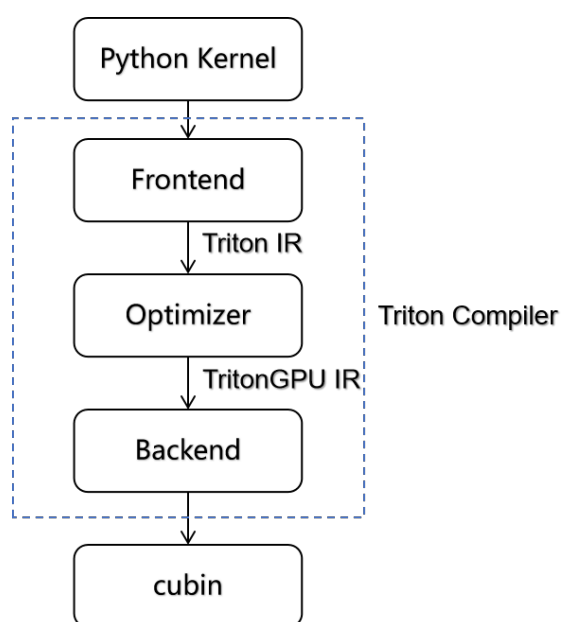 Python Kernel
Frontend
Triton IR
Optimizer
Triton Compiler
TritonGPU IR
Backend
cubin